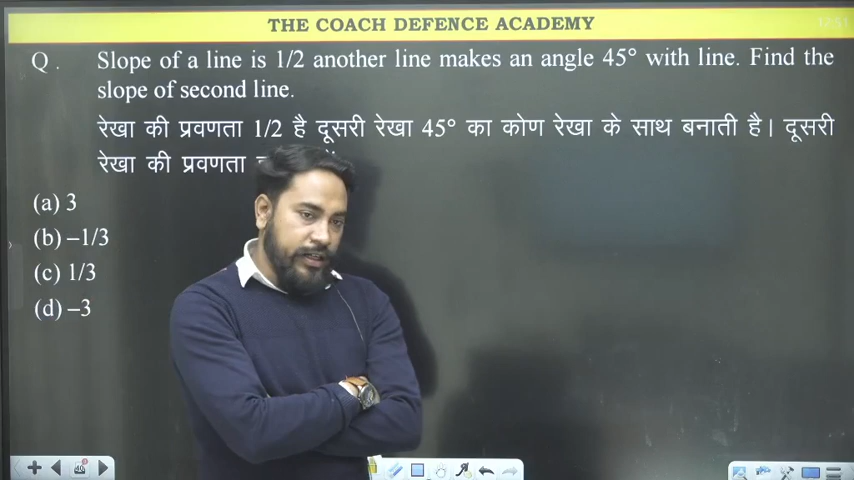 THE COACH DEFENCE ACADEMY
12:51
Q . Slope of a line is 1/2 another line makes an angle 45° with line. Find the
slope of second line.
रेखा की प्रवणता 1/2 है दूसरी रेखा 45° का कोण रेखा के साथ बनाती है। दूसरी
रेखा की प्रवणता
(a) 3
(b) –1/3
(c) 1/3
(d) –3